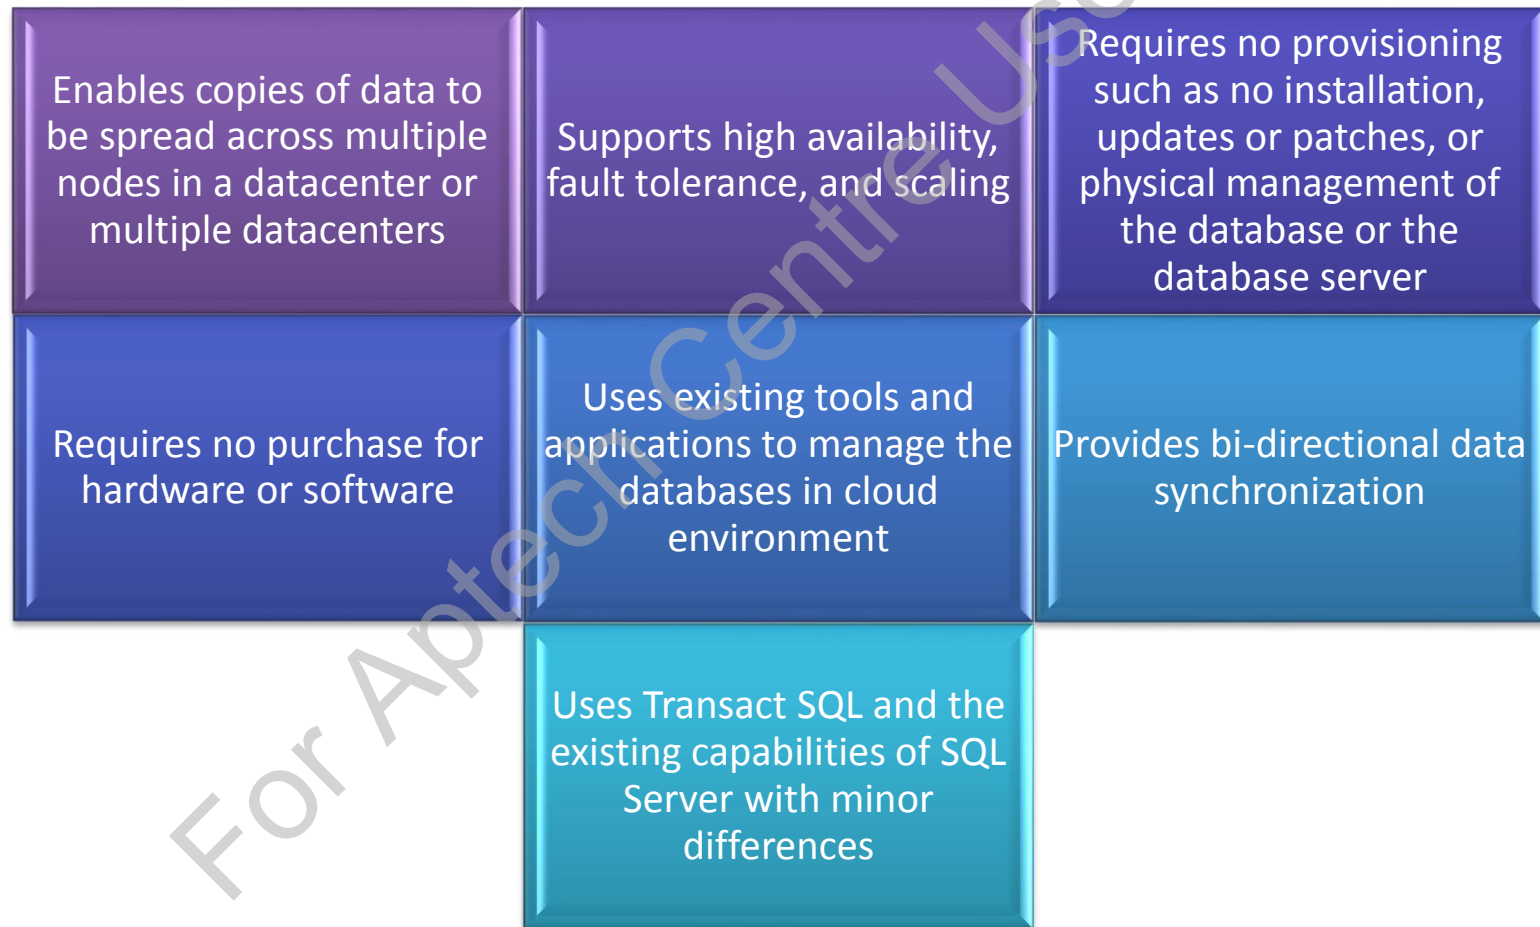 Enables copies of data to
be spread across multiple
nodes in a datacenter or
multiple datacenters
Supports high availability,
fault tolerance, and scaling
Requires no provisioning
such as no installation,
updates or patches, or
physical management of
the database or the
database server
Requires no purchase for
hardware or software
Uses existing tools and
applications to manage the
databases in cloud
environment
Provides bi-directional data
synchronization
Uses Transact SQL and the
existing capabilities of SQL
Server with minor
differences
For Aptech Centre